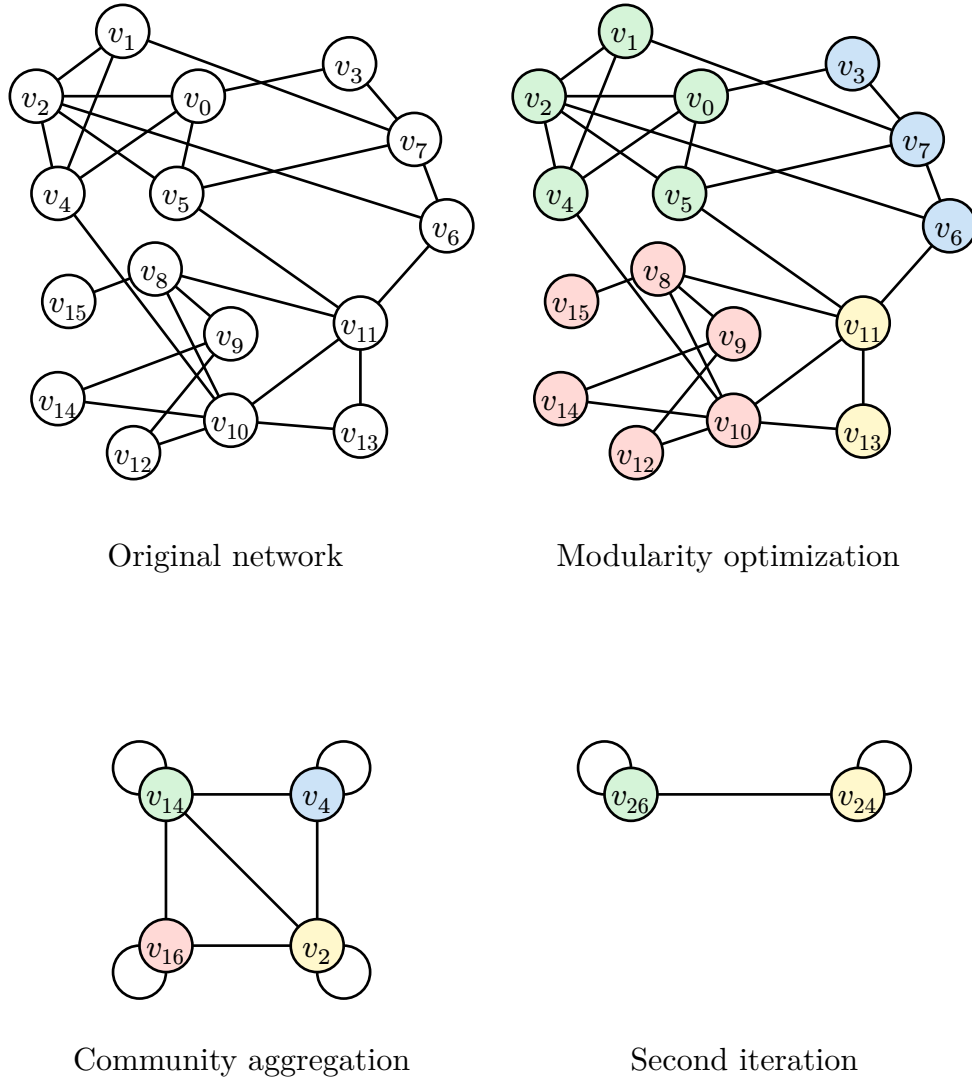 v1
v3
v2
v0
v7
v4
v5
v6
v8
v15
v11
v9
v14
v10
v13
v12
Original network
v1
v3
v2
v0
v7
v4
v5
v6
v8
v15
v11
v9
v14
v10
v13
v12
Modularity optimization
v14
v4
v16
v2
Community aggregation
v26
v24
Second iteration